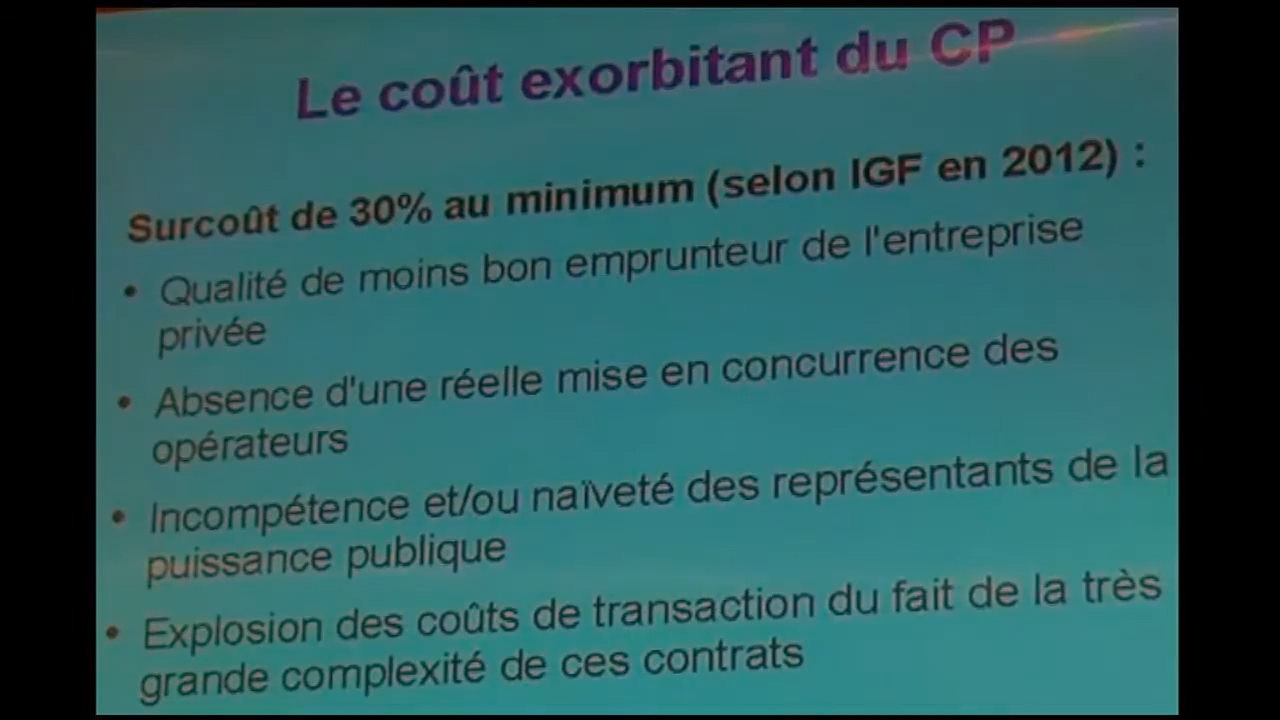 Le coût exorbitant du CP
Surcoût de 30% au minimum (selon IGF en 2012) :
• Qualité de moins bon emprunteur de l'entreprise
privée
• Absence d'une réelle mise en concurrence des
opérateurs
• Incompétence et/ou naïveté des représentants de la
puissance publique
• Explosion des coûts de transaction du fait de la très
grande complexité de ces contrats